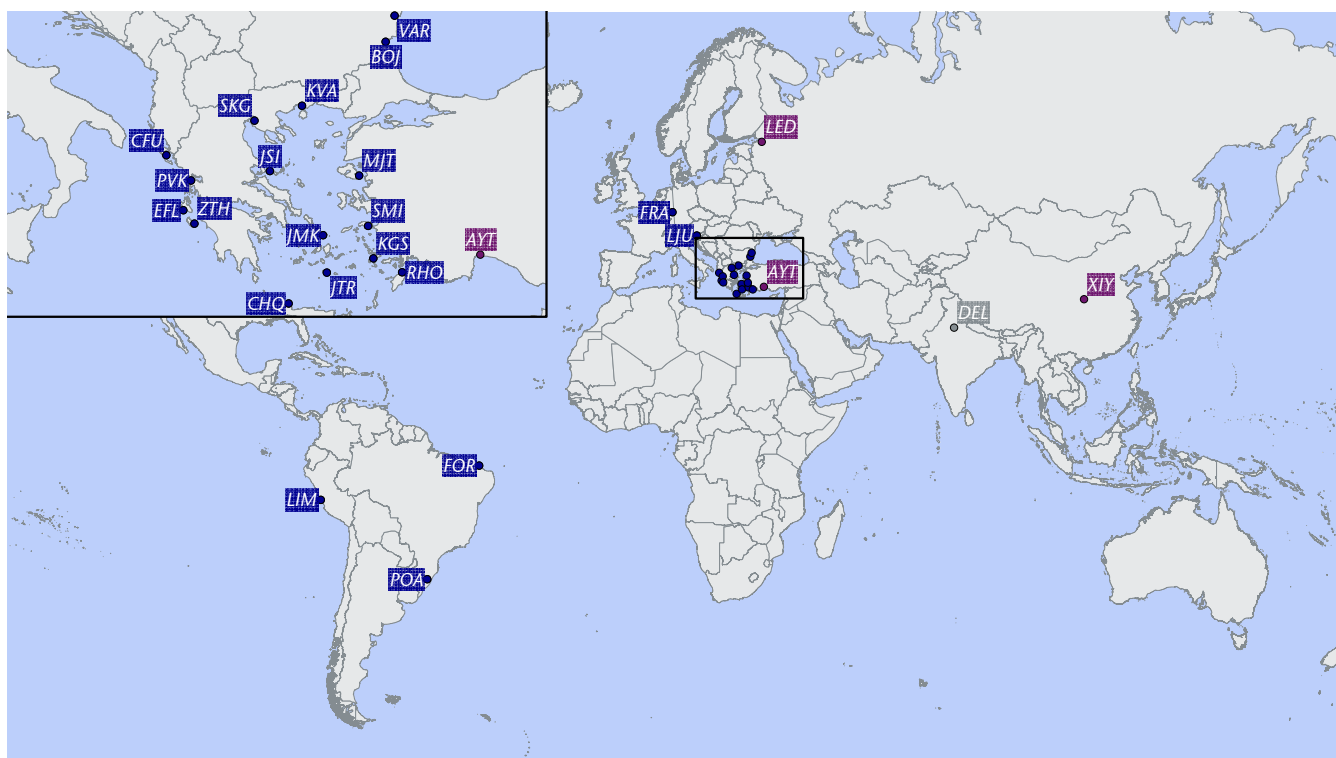 VAR
BOJ
KVA
SKG
CFU
JSI
MJT
PVK
EFL
ZTH
SMI
JMK
KGS
AYT
RHO
JTR
CHQ
LED
FRA
LJU
AYT
XIY
DEL
FOR
LIM
POA